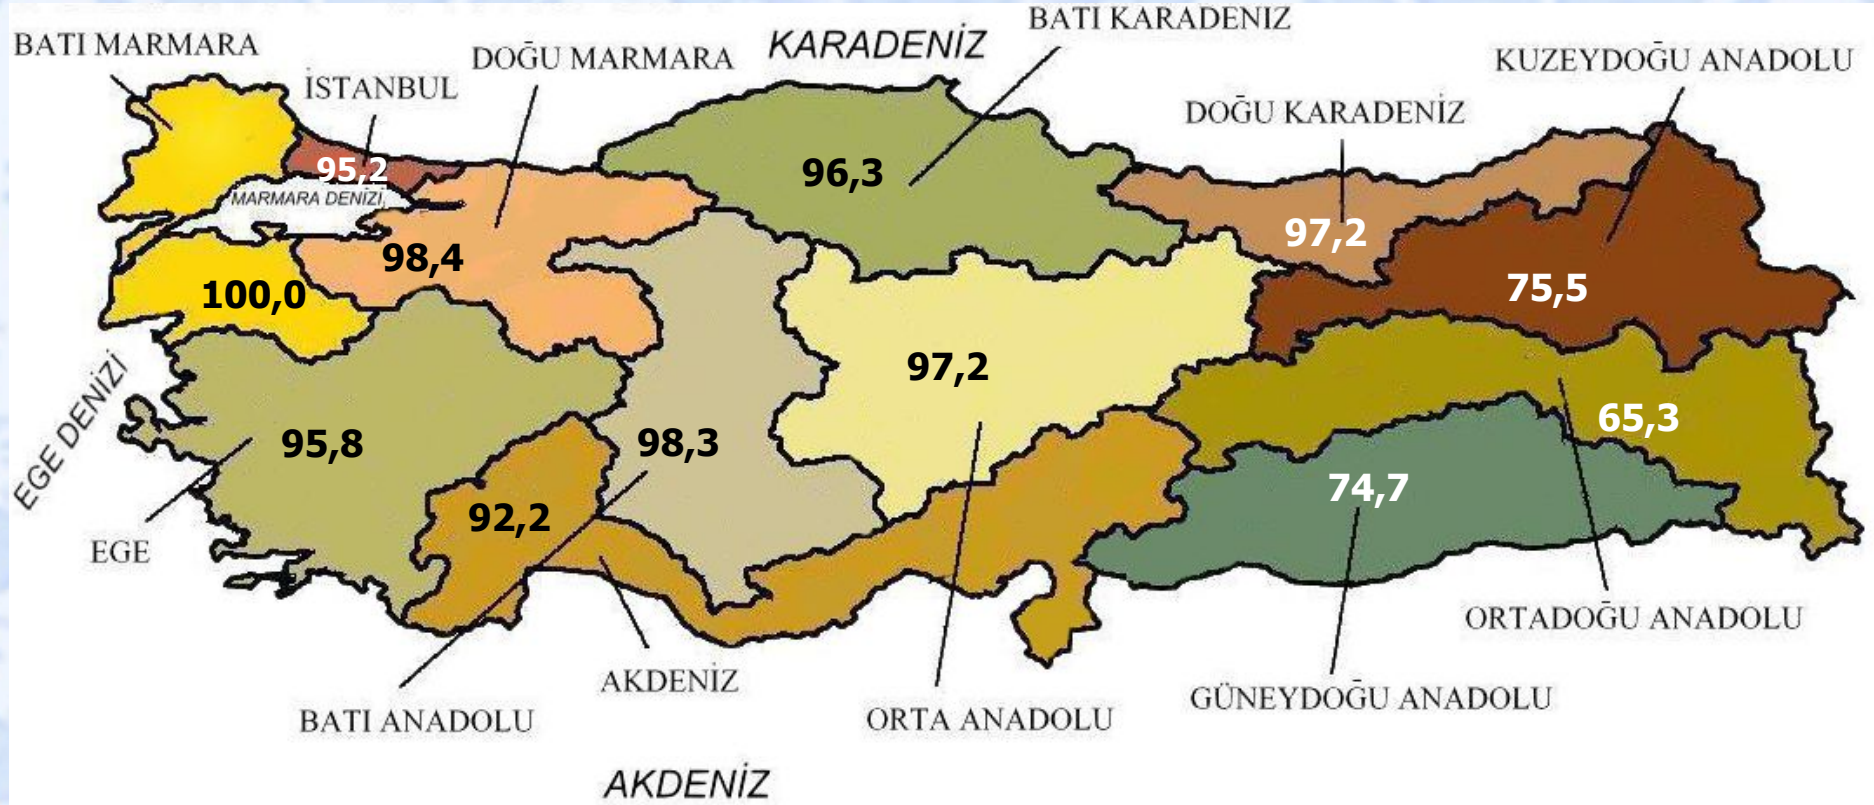 BATI KARADENIZ
BATI MARMARA
KARADENİZ
DOĞU MARMARA
KUZEYDOĞU ANADOLU
İSTANBUL
DOĞU KARADENİZ
95,2
96,3
MARMARA DENİZİ
97,2
98,4
75,5
100,0
97,2
EGE DENİZİ
65,3
95,8
98,3
74,7
92,2
EGE
ORTADOĞU ANADOLU
AKDENİZ
GÜNEYDOĞU ANADOLU
BATI ANADOLU
ORTA ANADOLU
AKDENİZ